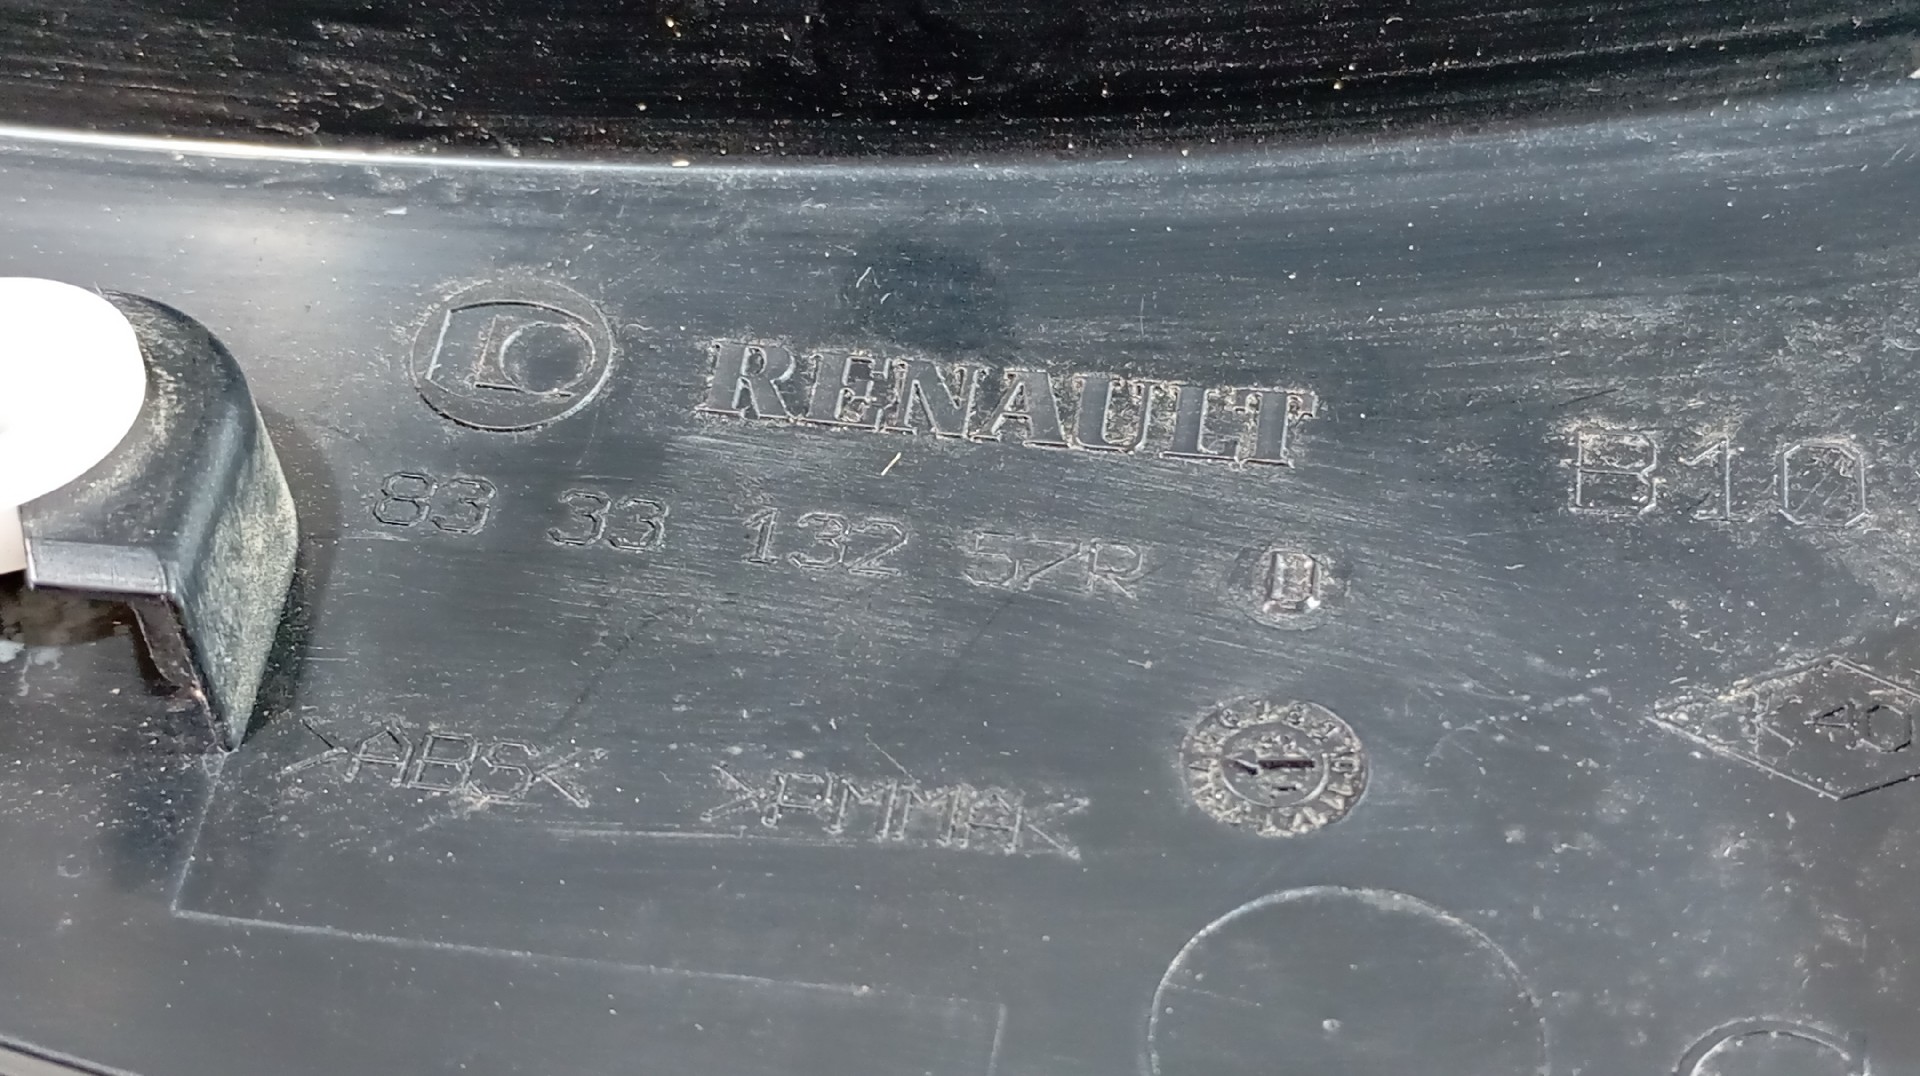 RENAULT
B10
83 33 132 57R D
>ABS< >PMMA<